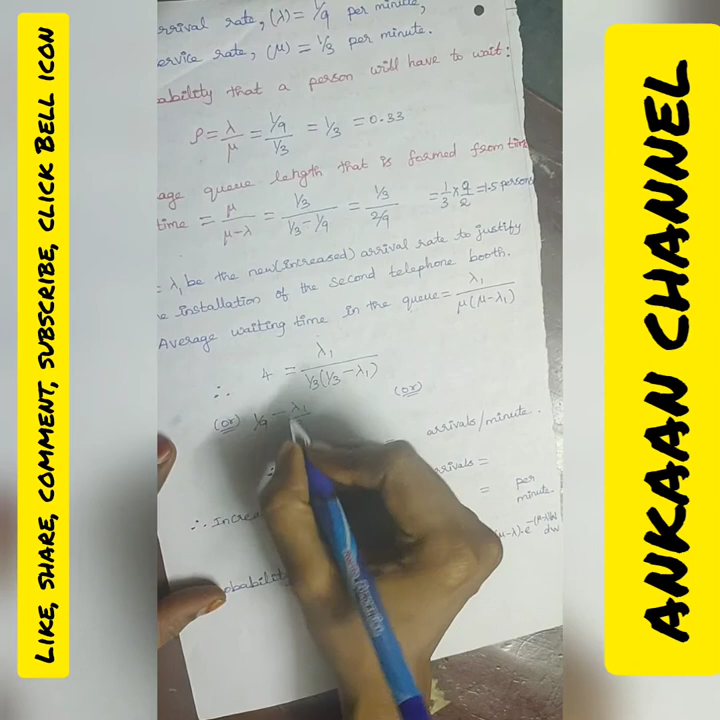 LIKE, SHARE, COMMENT, SUBSCRIBE, CLICK BELL ICON
rrival rate, (λ) = 1/9 per minute,
ervice rate, (μ) = 1/3 per minute.
ability that a person will have to wait:
ρ = λ/μ = (1/9)/(1/3) = 1/3 = 0.33
age queue length that is formed from time
time = μ/(μ-λ) = (1/3)/(1/3 - 1/9) = (1/3)/(2/9) = 1/3 × 9/2 = 1.5 persons
= λ₁ be the new (increased) arrival rate to justify
e installation of the second telephone booth.
Average waiting time in the queue = λ₁/(μ(μ-λ₁))
∴ 4 = λ₁/(1/3(1/3 - λ₁))
(or) 1/9 - λ₁ (or)
arrivals/minute.
arrivals =
∴ Increa = per minute.
(μ-λ).e^-(μ-λ)w dw
obability
ANKAAN CHANNEL